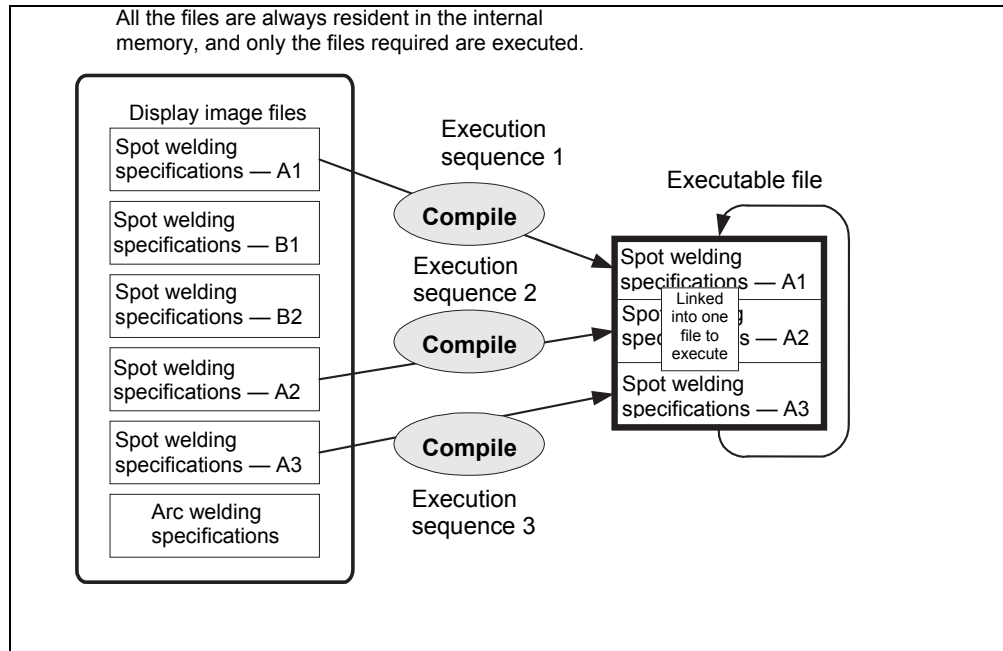 All the files are always resident in the internal
memory, and only the files required are executed.
Display image files
Spot welding
specifications — A1
Spot welding
specifications — B1
Spot welding
specifications — B2
Spot welding
specifications — A2
Spot welding
specifications — A3
Arc welding
specifications
Execution
sequence 1
Compile
Execution
sequence 2
Compile
Compile
Execution
sequence 3
Executable file
Spot welding
specifications — A1
Linked
into one
file to
execute
— A2
Spot welding
specifications — A3